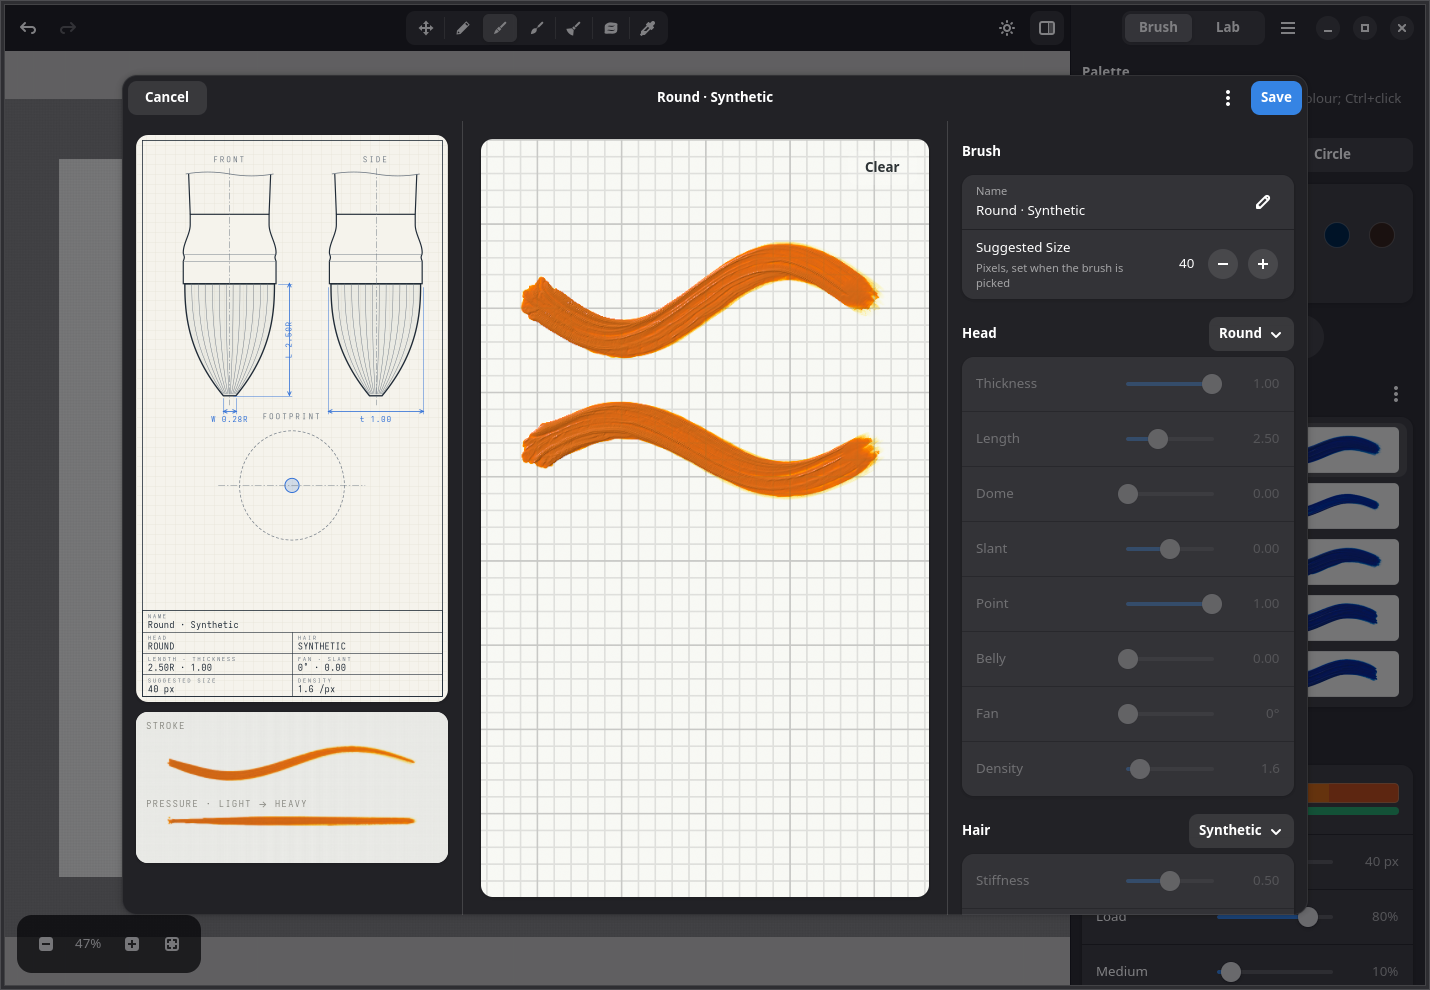 Brush
Lab
Palette
olour; Ctrl+click
Circle
Cancel
Round · Synthetic
Save
FRONT
SIDE
L 2.50R
W 0.28R
FOOTPRINT
t 1.00
NAME
Round · Synthetic
HEAD
ROUND
HAIR
SYNTHETIC
LENGTH · THICKNESS
2.50R · 1.00
FAN · SLANT
0° · 0.00
SUGGESTED SIZE
40 px
DENSITY
1.6 /px
STROKE
PRESSURE · LIGHT → HEAVY
Clear
Brush
Name
Round · Synthetic
Suggested Size
Pixels, set when the brush is
picked
40
Head
Round
Thickness
1.00
Length
2.50
Dome
0.00
Slant
0.00
Point
1.00
Belly
0.00
Fan
0°
Density
1.6
Hair
Synthetic
Stiffness
0.50
40 px
Load
80%
Medium
10%
47%